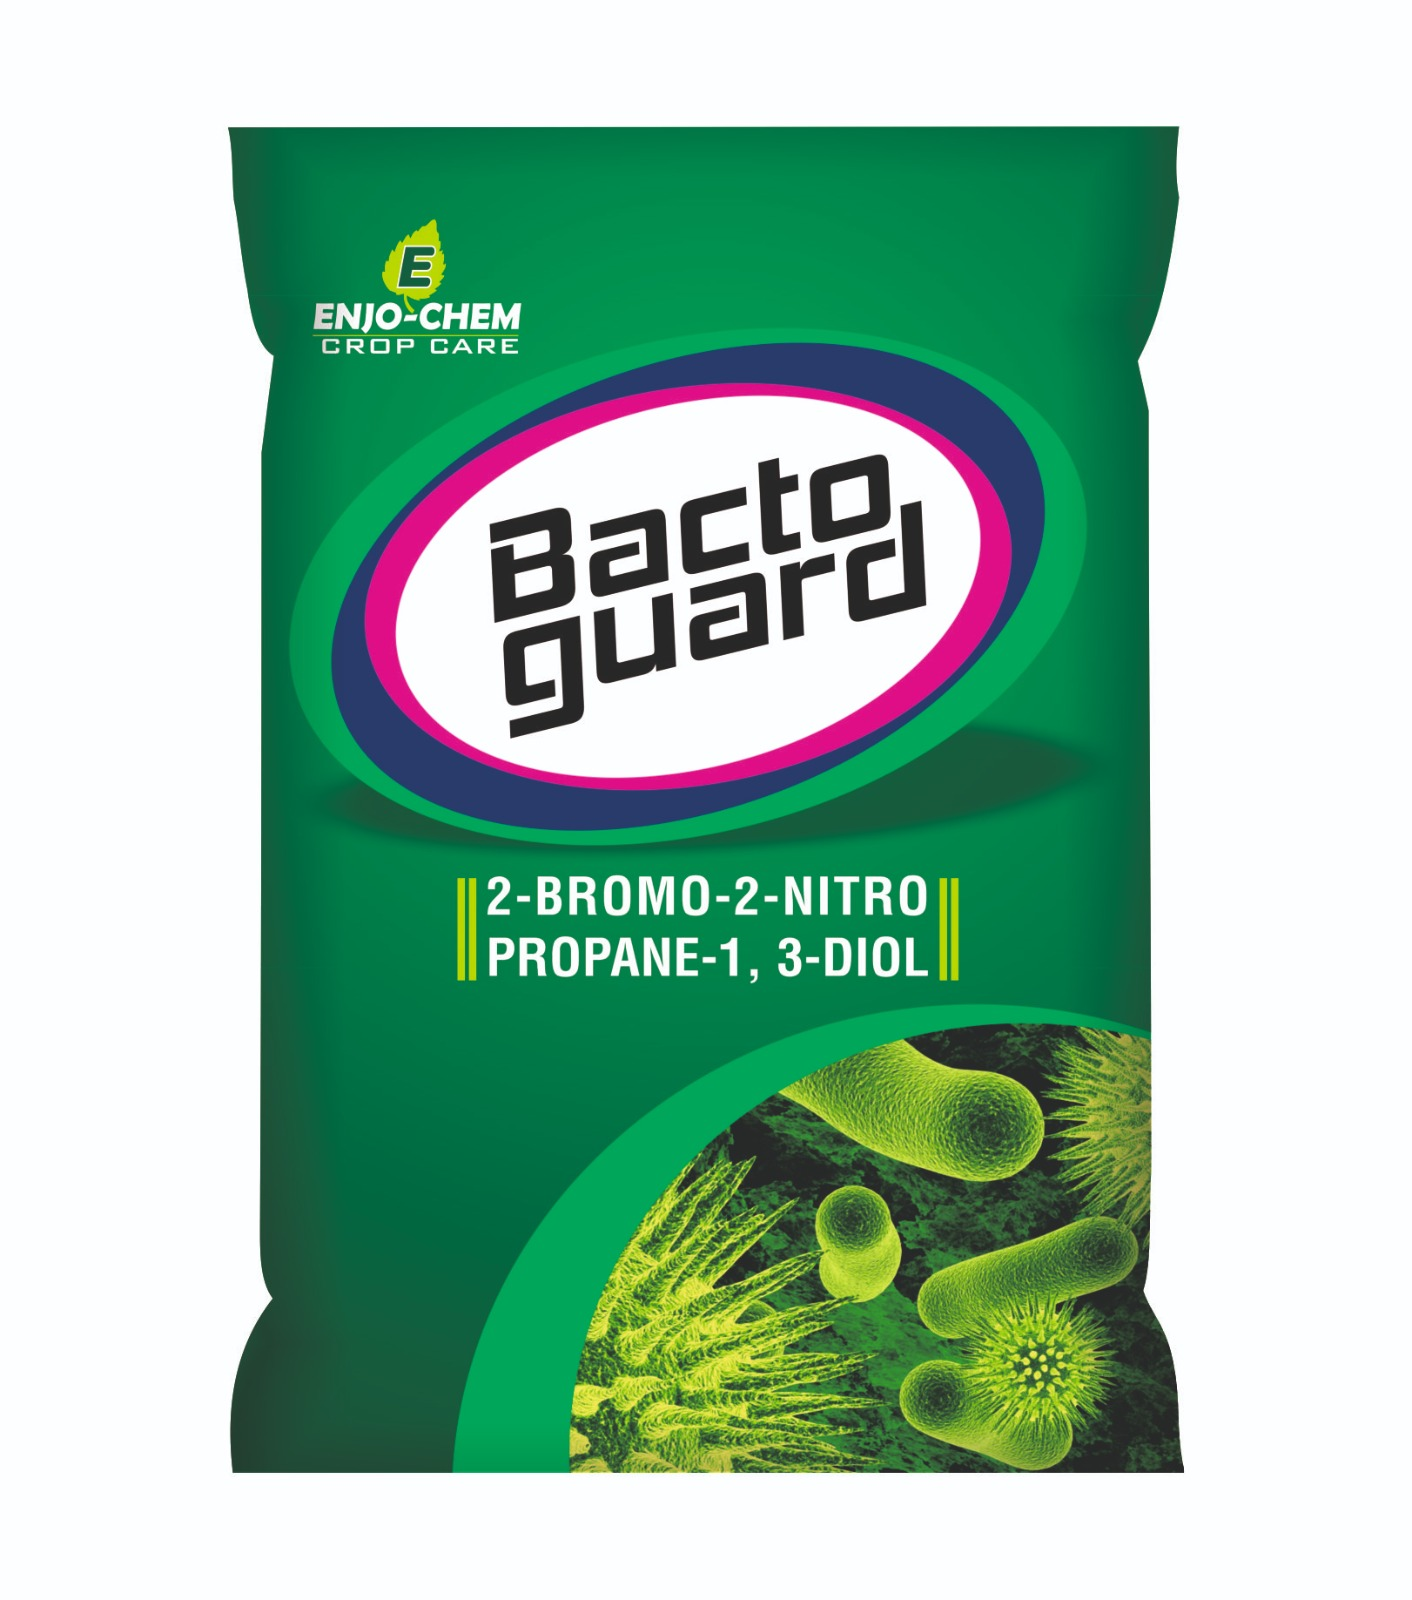 E
ENJO-CHEM
CROP CARE
Bacto
guard
2-BROMO-2-NITRO
PROPANE-1, 3-DIOL